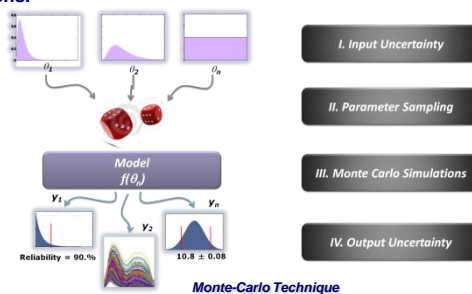 ons.
θ1
θ2
θn
I. Input Uncertainty
II. Parameter Sampling
Model
f(θn)
III. Monte Carlo Simulations
y1
y2
yn
Reliability = 90.%
10.8 ± 0.08
IV. Output Uncertainty
Monte-Carlo Technique